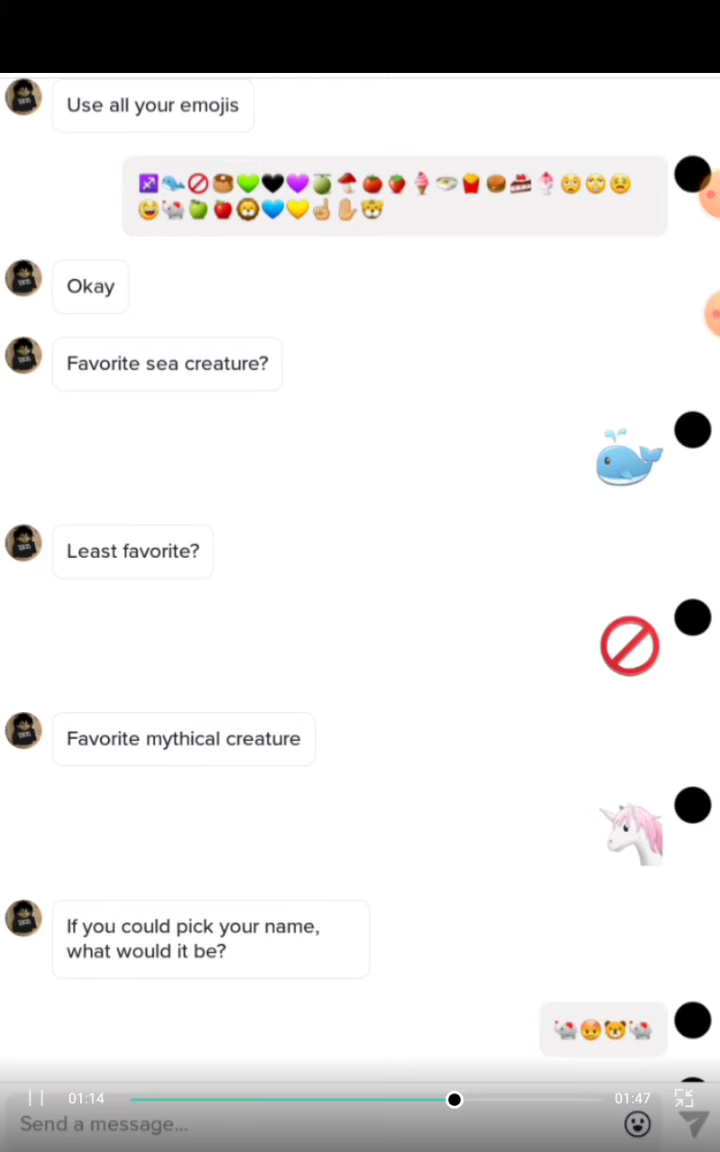 Use all your emojis
♐🐳🚫🥞💚🖤💜🍈🍄🍅🍓🍦🍲🍟🍔🍰🍨🥺🙄😢
😆🐘🍏🍎🦁💙💛☝✋🐯
Okay
Favorite sea creature?
🐳
Least favorite?
🚫
Favorite mythical creature
🦄
If you could pick your name,
what would it be?
🐘😡🐻🐘
01:14
01:47
Send a message...